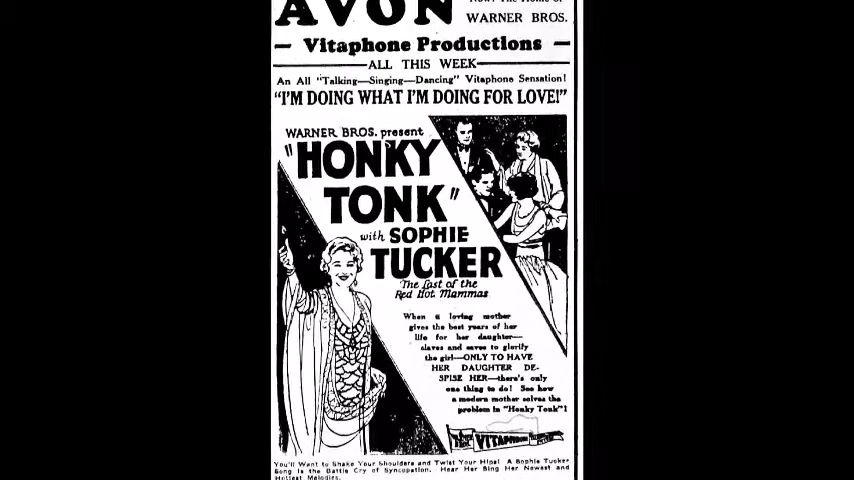 AVON
Now! The Home of
WARNER BROS.
— Vitaphone Productions —
ALL THIS WEEK
An All "Talking—Singing—Dancing" Vitaphone Sensation!
"I'M DOING WHAT I'M DOING FOR LOVE!"
WARNER BROS. present
"HONKY
TONK"
with SOPHIE
TUCKER
The Last of the
Red Hot Mammas
When a loving mother
gives the best years of her
life for her daughter—
slaves and saves to glorify
the girl—ONLY TO HAVE
HER DAUGHTER DE-
SPISE HER—there's only
one thing to do! See how
a modern mother solves the
problem in "Honky Tonk"!
VITAPHONE
You'll Want to Shake Your Shoulders and Twist Your Hips! A Sophie Tucker
Song is the Battle Cry of Syncopation. Hear Her Sing Her Newest and
Hottest Melodies.